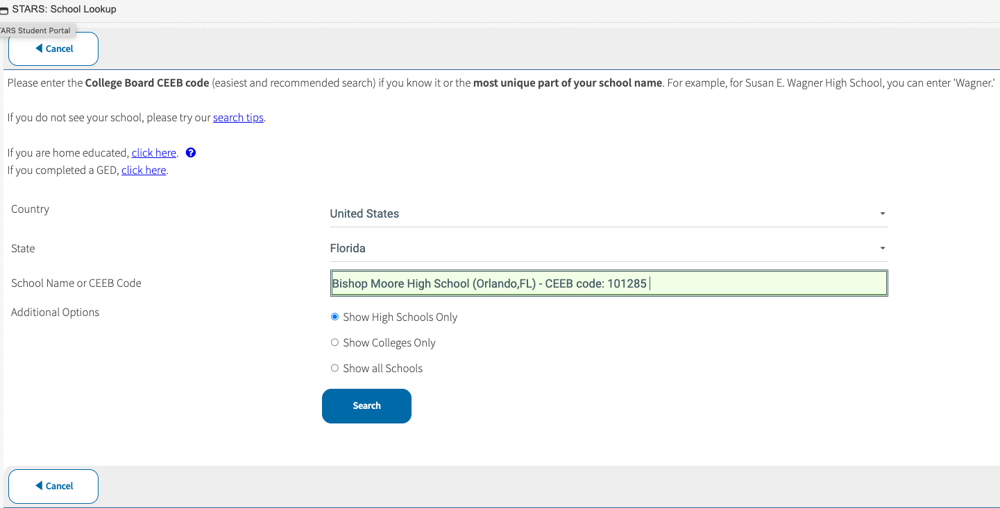 STARS: School Lookup
TARS Student Portal
Cancel
Please enter the College Board CEEB code (easiest and recommended search) if you know it or the most unique part of your school name. For example, for Susan E. Wagner High School, you can enter 'Wagner.'
If you do not see your school, please try our search tips.
If you are home educated, click here. ?
If you completed a GED, click here.
Country
United States
State
Florida
School Name or CEEB Code
Bishop Moore High School (Orlando,FL) - CEEB code: 101285
Additional Options
Show High Schools Only
Show Colleges Only
Show all Schools
Search
Cancel